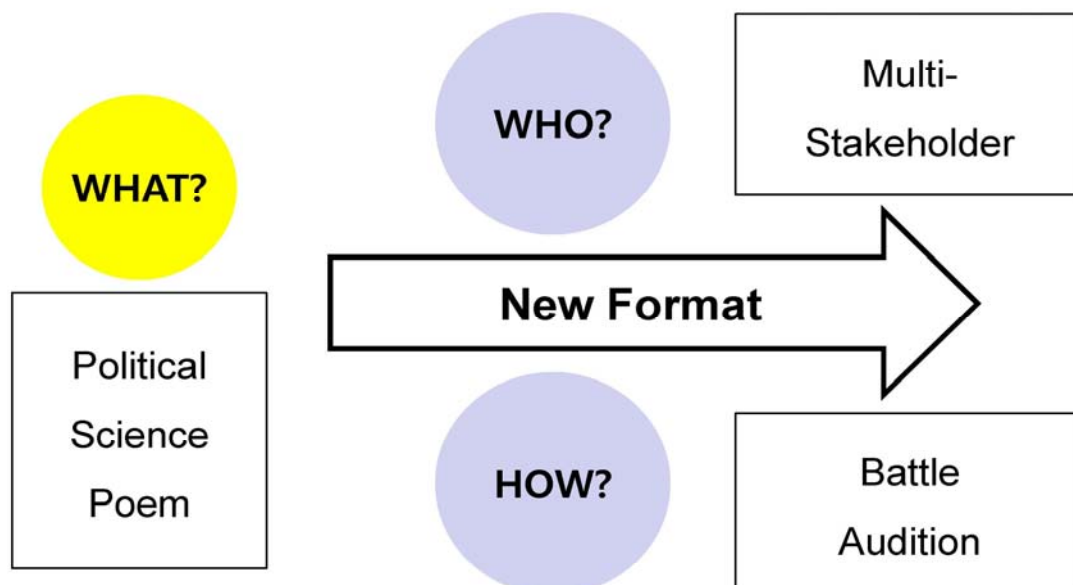 WHAT?
Political
Science
Poem
WHO?
Multi-
Stakeholder
New Format
HOW?
Battle
Audition